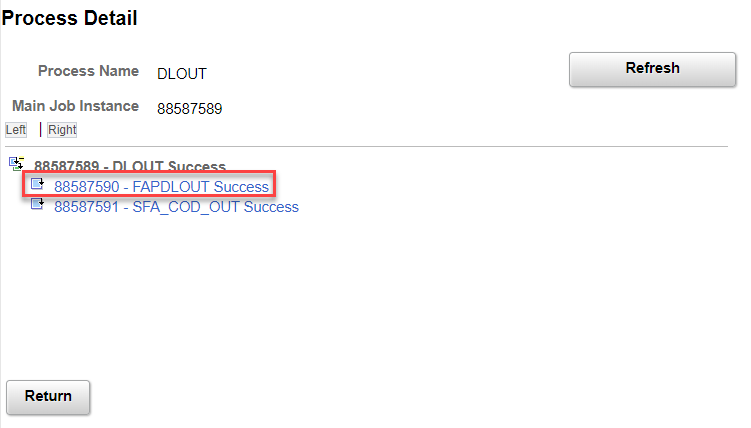 Process Detail
Process Name DLOUT
Refresh
Main Job Instance 88587589
Left Right
88587589 - DLOUT Success
88587590 - FAPDLOUT Success
88587591 - SFA_COD_OUT Success
Return